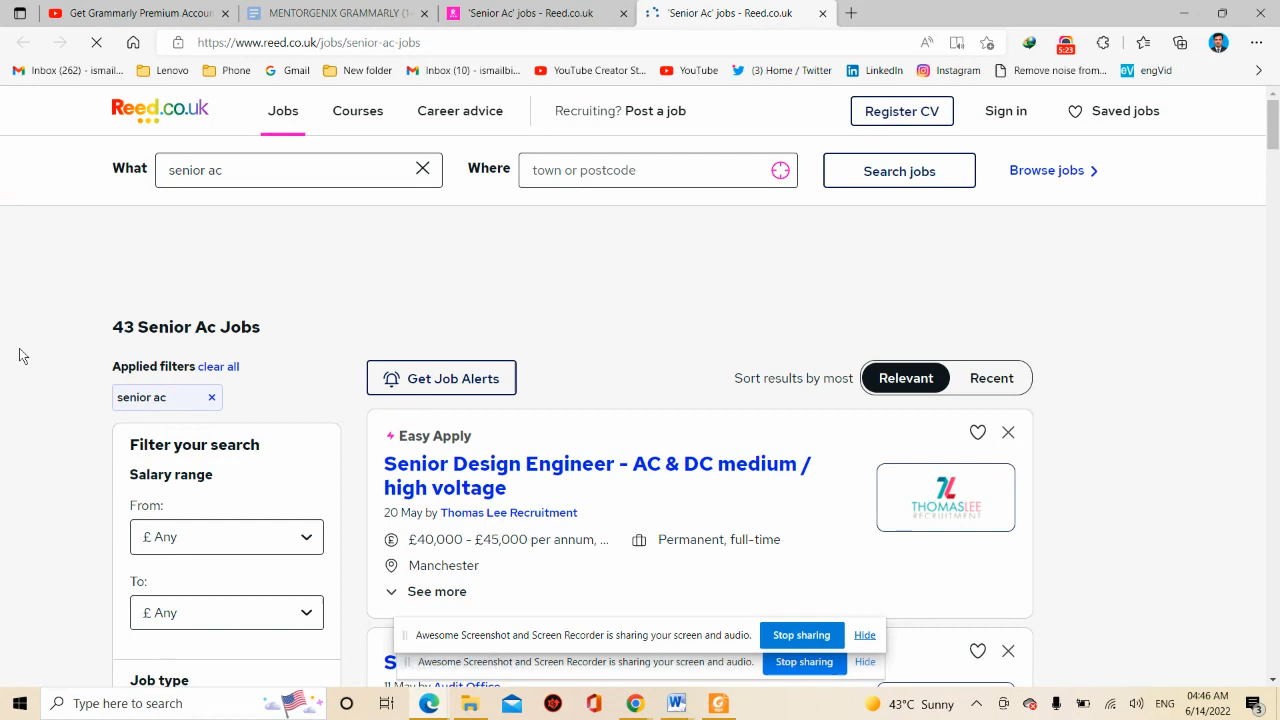 Get Grammarly Premium Accoun
MENTORGENIX GRAMMARLY (1
'Senior Ac' jobs - Reed.co.uk
'Senior Ac' jobs - Reed.co.uk
https://www.reed.co.uk/jobs/senior-ac-jobs
5:23
Inbox (262) - ismail...
Lenovo
Phone
Gmail
New folder
Inbox (10) - ismailbi...
YouTube Creator St...
YouTube
(3) Home / Twitter
LinkedIn
Instagram
Remove noise from...
eV engVid
Reed.co.uk
Jobs
Courses
Career advice
Recruiting? Post a job
Register CV
Sign in
Saved jobs
What
senior ac
Where
town or postcode
Search jobs
Browse jobs
43 Senior Ac Jobs
Applied filters clear all
senior ac ×
Get Job Alerts
Sort results by most
Relevant
Recent
Filter your search
Salary range
From:
£ Any
To:
£ Any
Job type
Easy Apply
Senior Design Engineer - AC & DC medium /
high voltage
20 May by Thomas Lee Recruitment
THOMASLEE
RECRUITMENT
£40,000 - £45,000 per annum, ...
Permanent, full-time
Manchester
See more
Awesome Screenshot and Screen Recorder is sharing your screen and audio.
Stop sharing
Hide
Awesome Screenshot and Screen Recorder is sharing your screen and audio.
Stop sharing
Hide
Type here to search
43°C Sunny
ENG
04:46 AM
6/14/2022
3